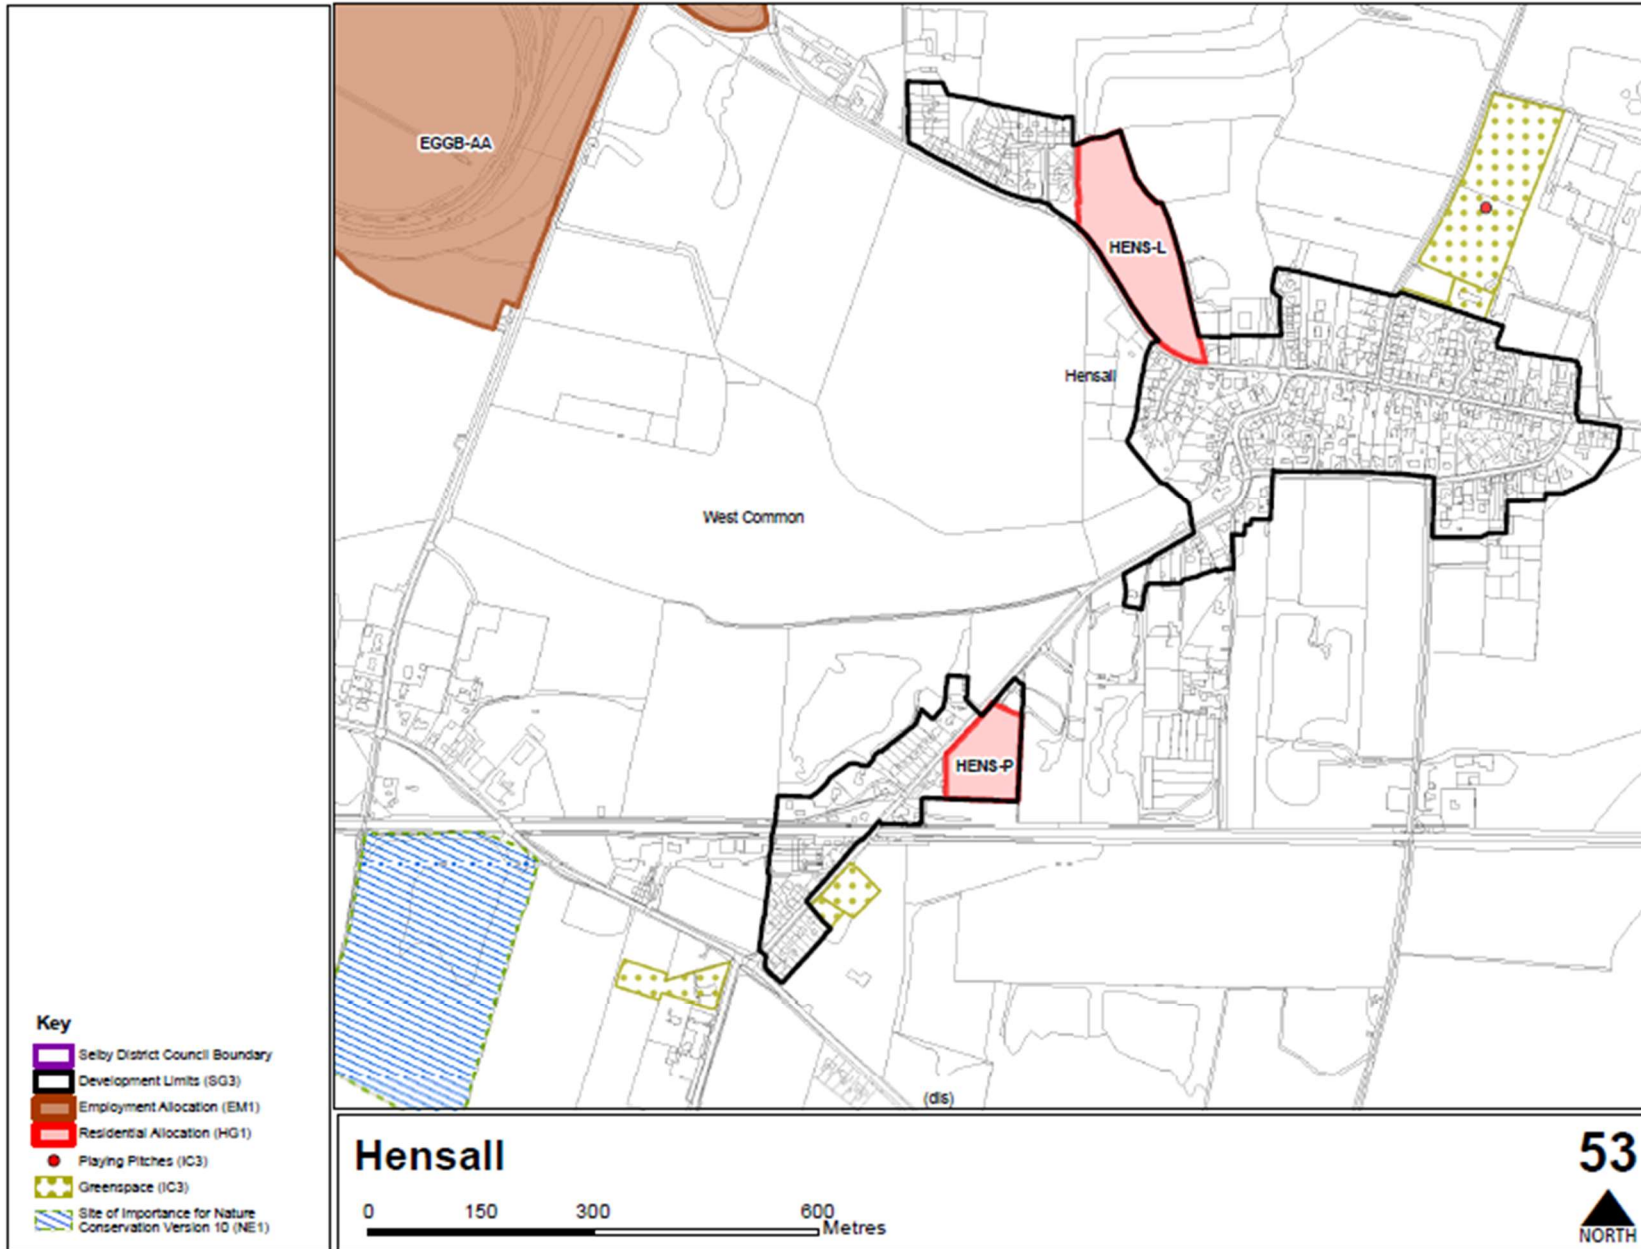 EGGB-AA
HENS-L
Hensall
West Common
HENS-P
(dis)
Key
Selby District Council Boundary
Development Limits (SG3)
Employment Allocation (EM1)
Residential Allocation (HG1)
Playing Pitches (IC3)
Greenspace (IC3)
Site of Importance for Nature
Conservation Version 10 (NE1)
Hensall
53
0 150 300 600
Metres
NORTH